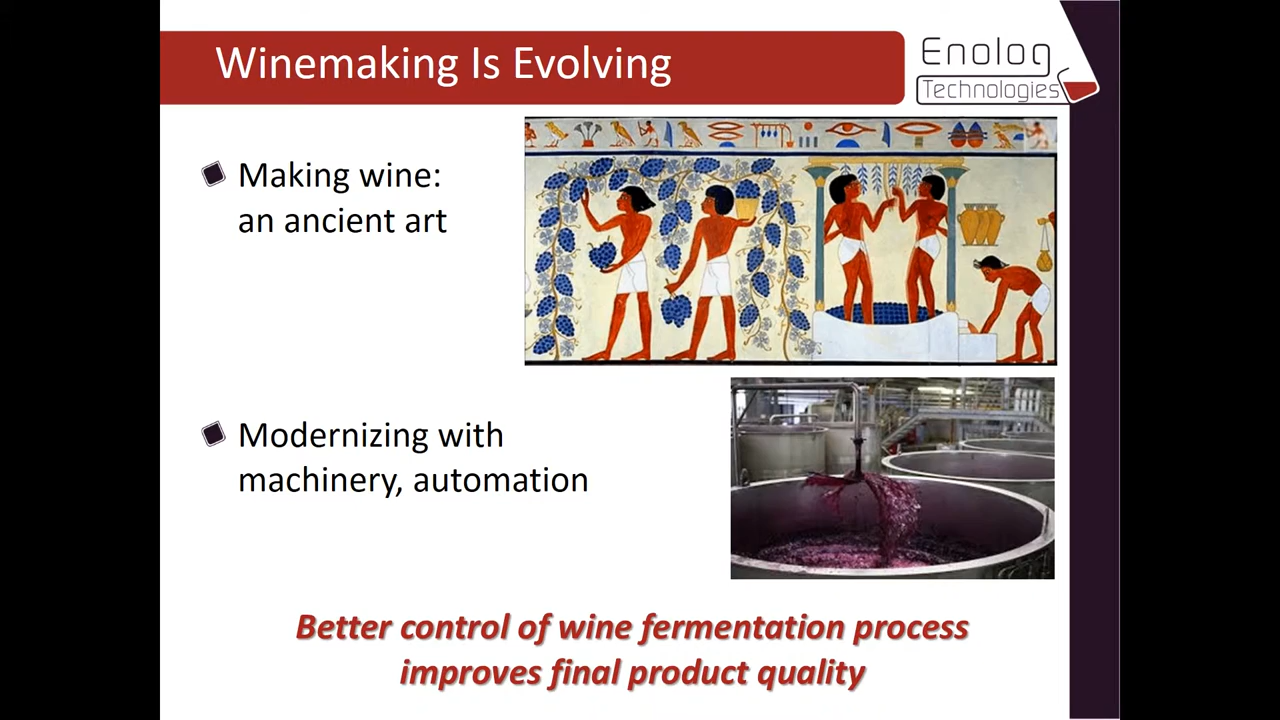 Winemaking Is Evolving
Enolog
Technologies
Making wine:
an ancient art
Modernizing with
machinery, automation
Better control of wine fermentation process
improves final product quality